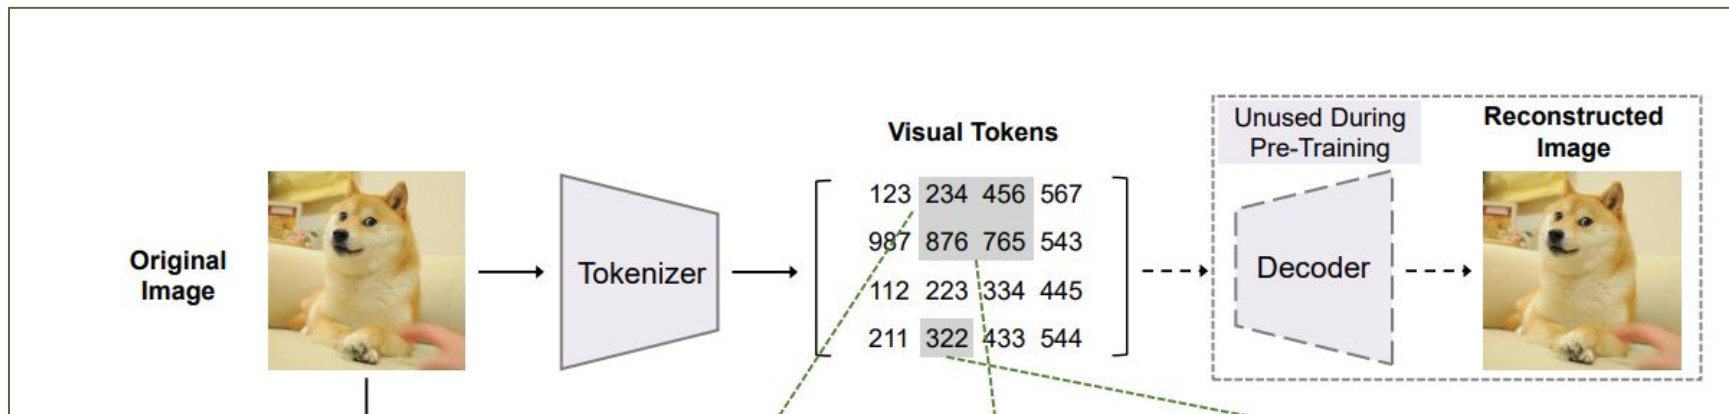 Original
Image
Tokenizer
Visual Tokens
123 234 456 567
987 876 765 543
112 223 334 445
211 322 433 544
Unused During
Pre-Training
Decoder
Reconstructed
Image